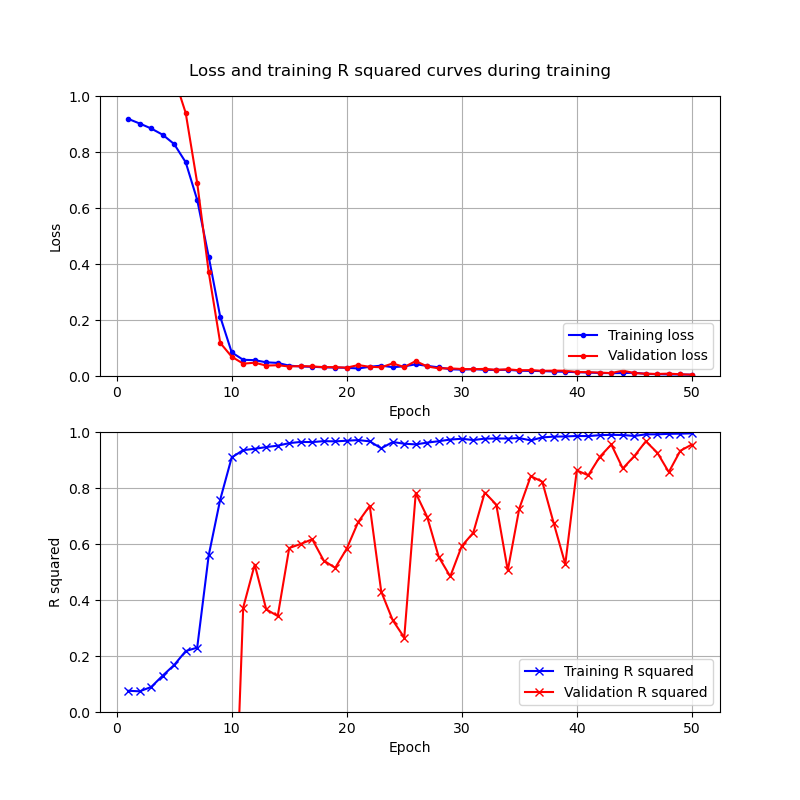 Loss and training R squared curves during training
1.0
0.8
0.6
0.4
0.2
0.0
Loss
Training loss
Validation loss
0 10 20 30 40 50
Epoch
1.0
0.8
0.6
0.4
0.2
0.0
R squared
Training R squared
Validation R squared
0 10 20 30 40 50
Epoch